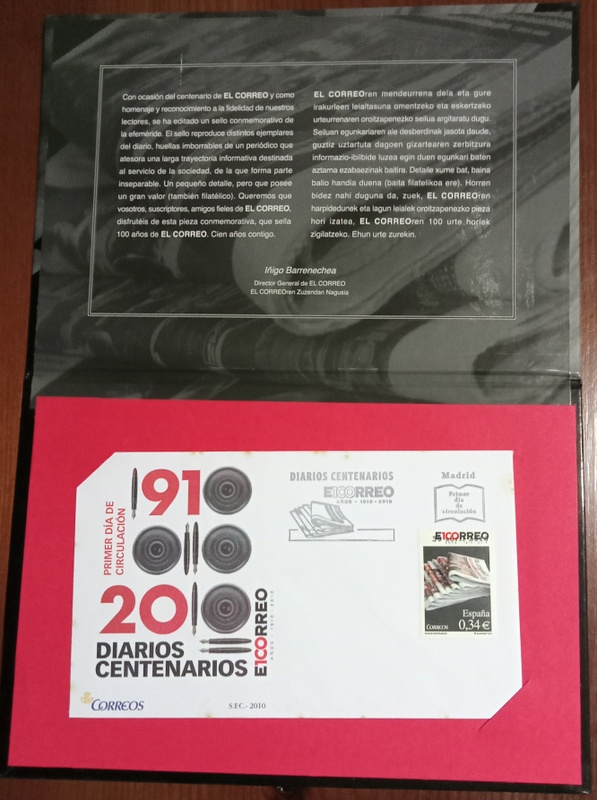 Con ocasión del centenario de EL CORREO y como
homenaje y reconocimiento a la fidelidad de nuestros
lectores, se ha editado un sello conmemorativo de
la efeméride. El sello reproduce distintos ejemplares
del diario, huellas imborrables de un periódico que
atesora una larga trayectoria informativa destinada
al servicio de la sociedad, de la que forma parte
inseparable. Un pequeño detalle, pero que posee
un gran valor (también filatélico). Queremos que
vosotros, suscriptores, amigos fieles de EL CORREO,
disfrutéis de esta pieza conmemorativa, que sella
100 años de EL CORREO. Cien años contigo.
EL CORREOren mendeurrena dela eta gure
irakurleen leialtasuna omentzeko eta eskertzeko
urteurrenaren oroitzapenezko seilua argitaratu dugu.
Seiluan egunkariaren ale desberdinak jasota daude,
guztiz uztartuta dagoen gizartearen zerbitzura
informazio-ibilbide luzea egin duen egunkari baten
aztarna ezabaezinak baitira. Detaile xume bat, baina
balio handia duena (baita filatelikoa ere). Horren
bidez nahi duguna da, zuek, EL CORREOren
harpidedunek eta lagun leialek oroitzapenezko pieza
hori izatea, EL CORREOren 100 urte horiek
zigilatzeko. Ehun urte zurekin.
Iñigo Barrenechea
Director General de EL CORREO
EL CORREOren Zuzendari Nagusia
PRIMER DÍA DE
CIRCULACIÓN
1910
2010
DIARIOS
CENTENARIOS
E100RREO
AÑOS · 1910 · 2010
CORREOS
S.F.C.- 2010
DIARIOS CENTENARIOS
E100RREO
AÑOS · 1910 · 2010
Madrid
Primer
día
de
circulación
E100RREO
España
0,34 €
CORREOS